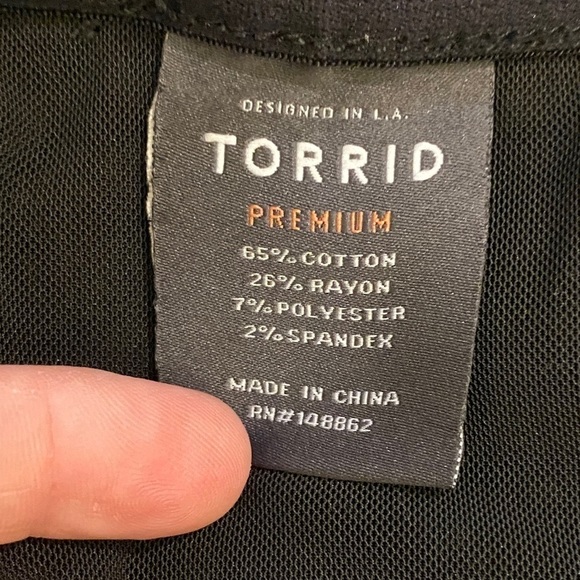 DESIGNED IN L.A.
TORRID
PREMIUM
65% COTTON
26% RAYON
7% POLYESTER
2% SPANDEX
MADE IN CHINA
RN#148862